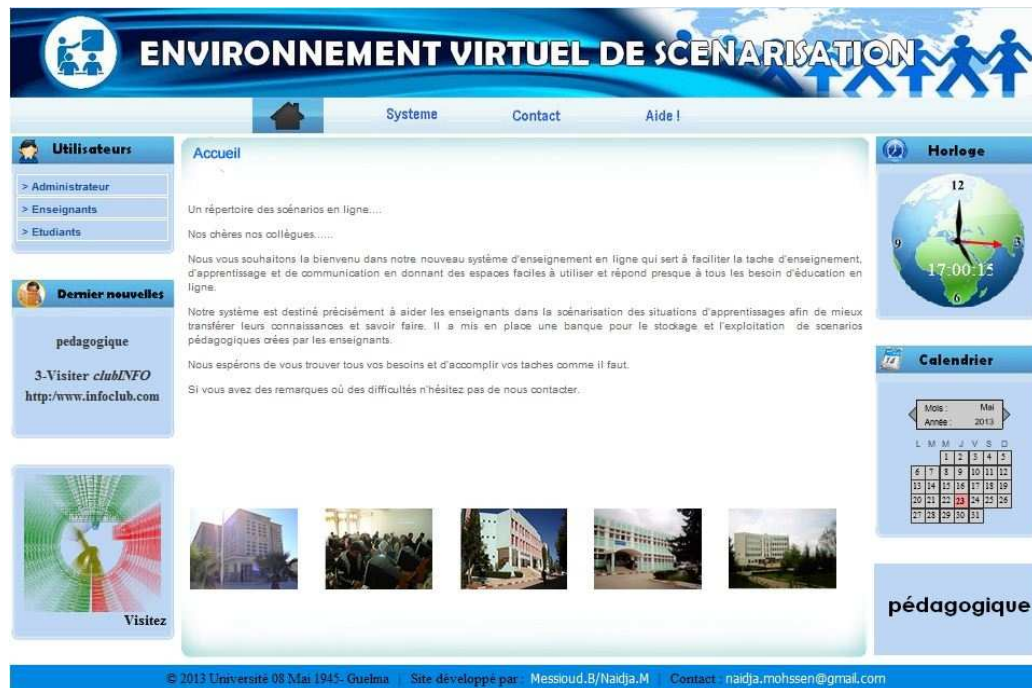 ENVIRONNEMENT VIRTUEL DE SCENARISATION
Systeme Contact Aide !
Utilisateurs
> Administrateur
> Enseignants
> Etudiants
Dernier nouvelles
pedagogique
3-Visiter clubINFO
http:/www.infoclub.com
Visitez
Accueil
Un répertoire des scénarios en ligne....
Nos chères nos collègues......
Nous vous souhaitons la bienvenu dans notre nouveau système d'enseignement en ligne qui sert à faciliter la tache d'enseignement,
d'apprentissage et de communication en donnant des espaces faciles à utiliser et répond presque à tous les besoin d'éducation en
ligne.
Notre système est destiné précisément à aider les enseignants dans la scénarisation des situations d'apprentissages afin de mieux
transférer leurs connaissances et savoir faire. Il a mis en place une banque pour le stockage et l'exploitation de scenarios
pédagogiques crées par les enseignants.
Nous espérons de vous trouver tous vos besoins et d'accomplir vos taches comme il faut.
Si vous avez des remarques où des difficultés n'hésitez pas de nous contacter.
Horloge
12
9 3
17:00:15
6
Calendrier
Mois : Mai
Année : 2013
L M M J V S D
1 2 3 4 5
6 7 8 9 10 11 12
13 14 15 16 17 18 19
20 21 22 23 24 25 26
27 28 29 30 31
pédagogique
© 2013 Université 08 Mai 1945- Guelma | Site développé par : Messioud.B/Naidja.M | Contact : naidja.mohssen@gmail.com